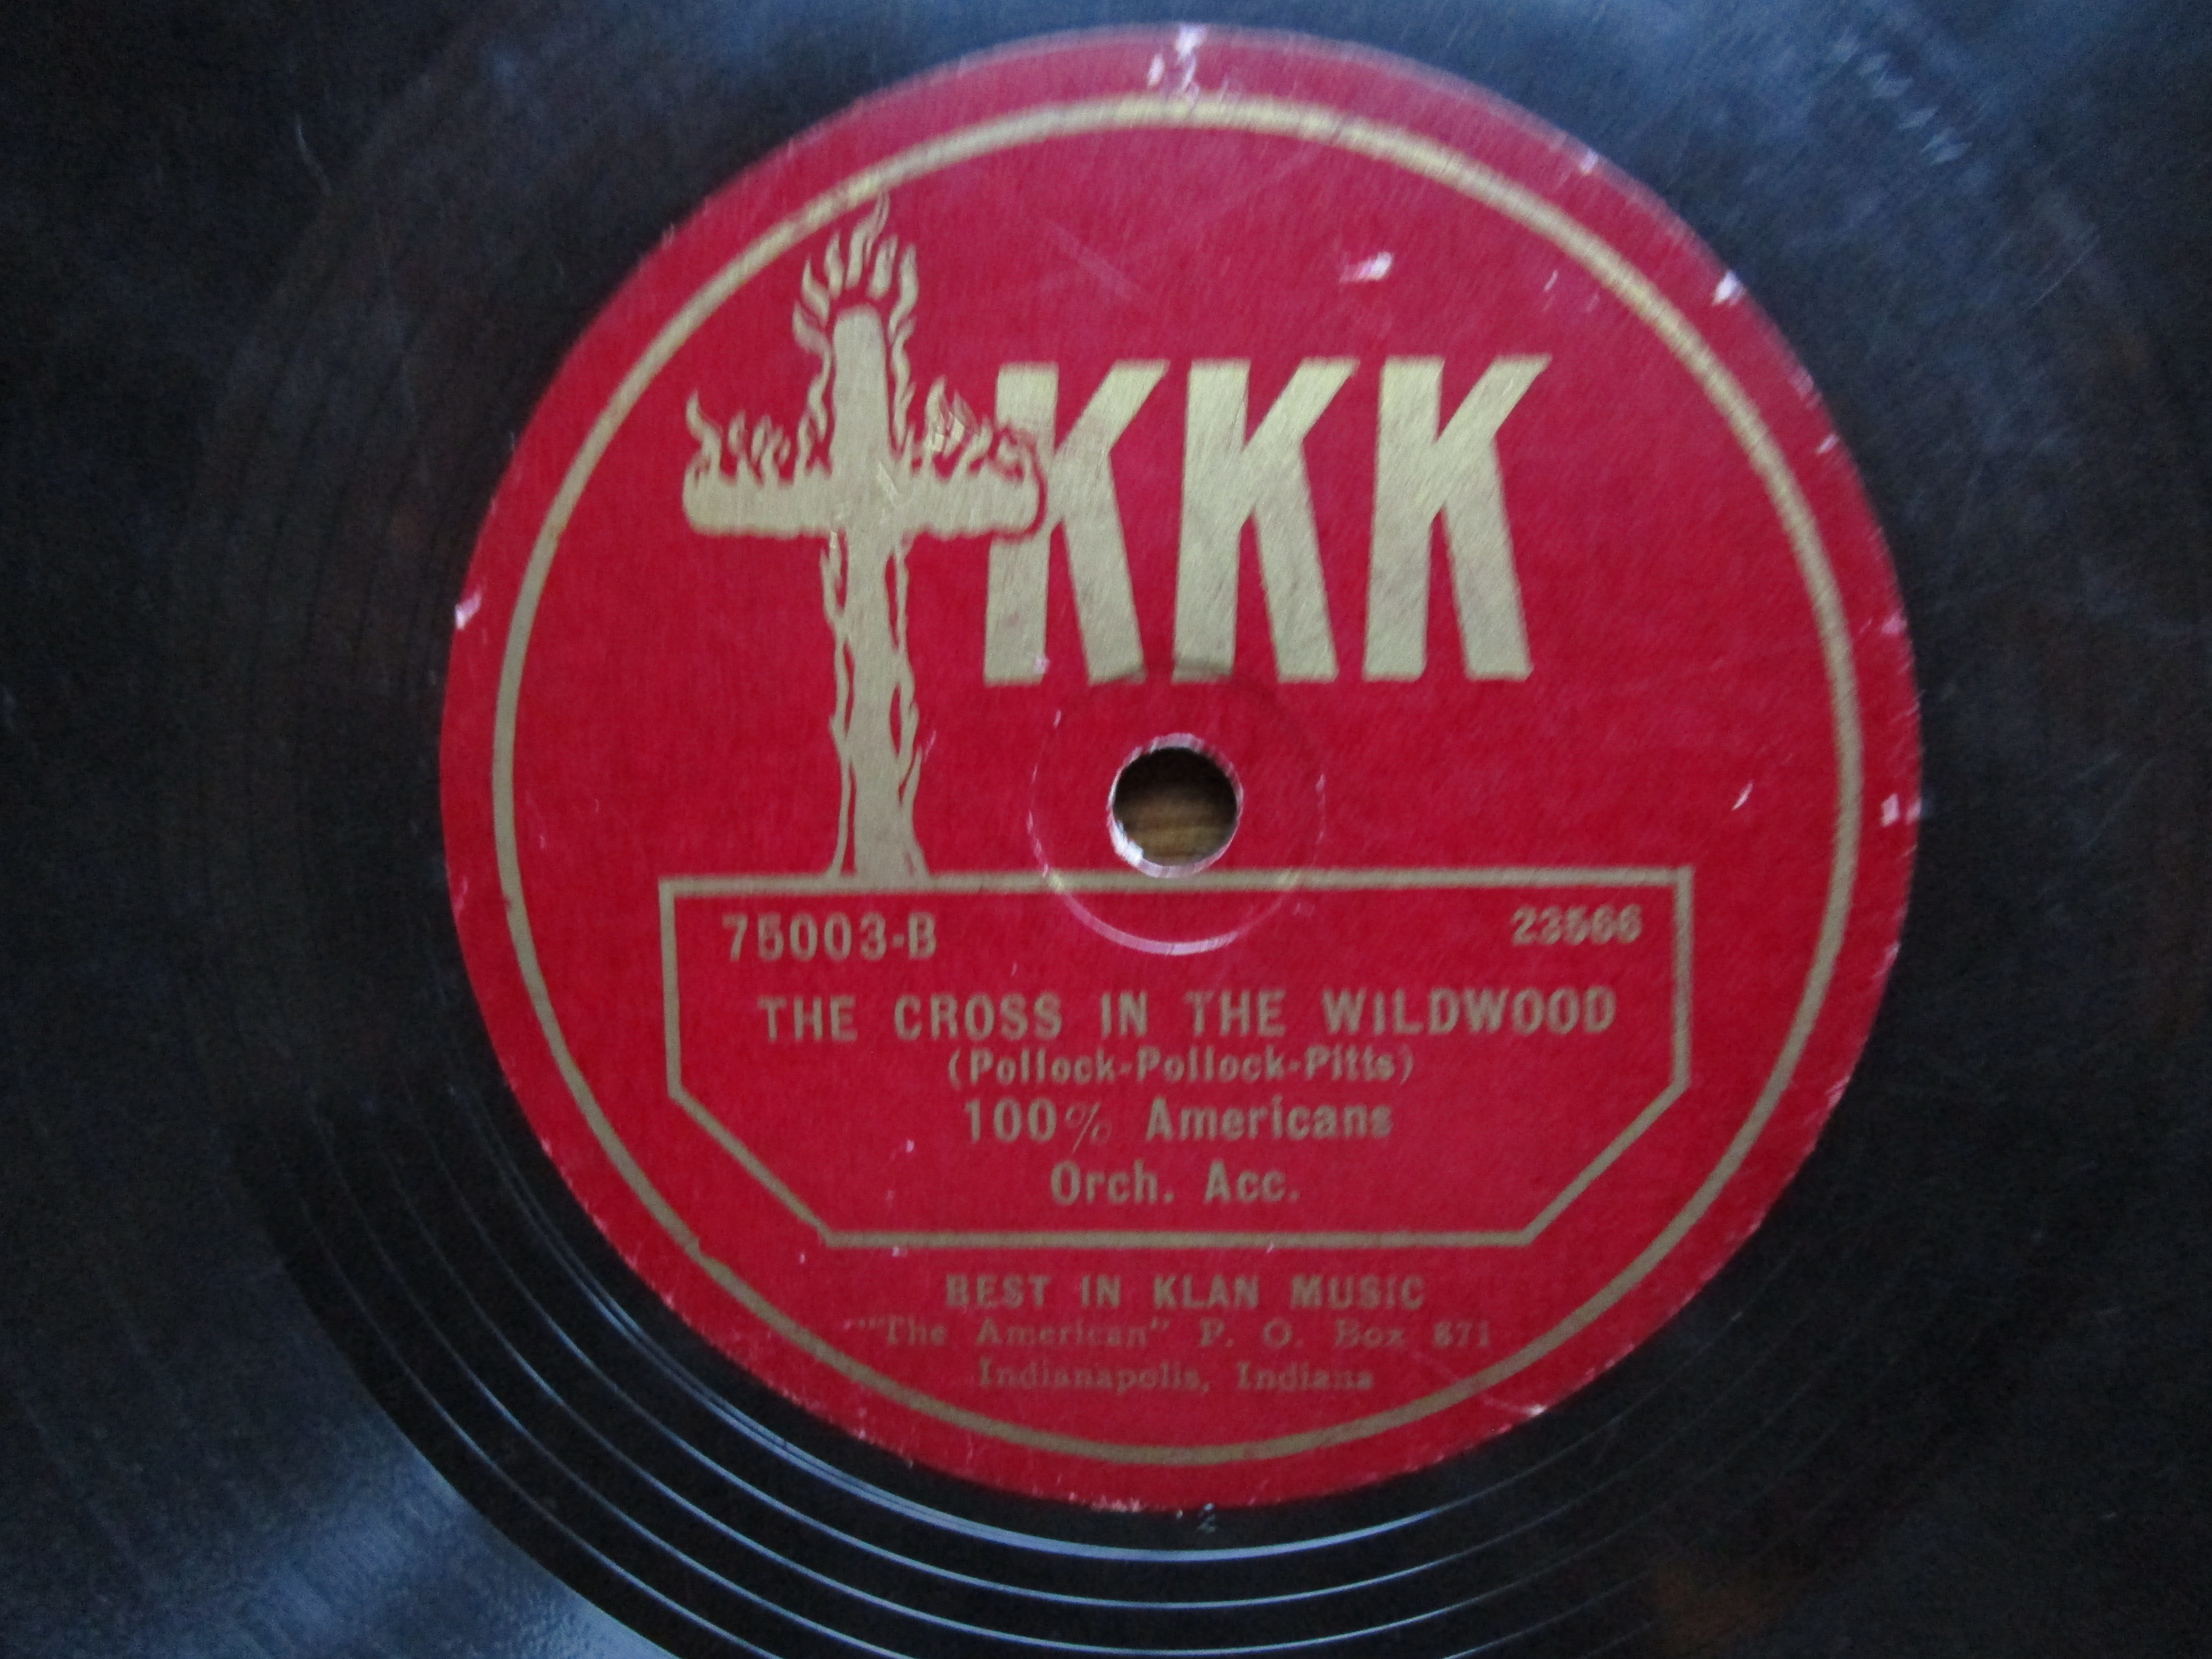 KKK
75003-B 23566
THE CROSS IN THE WILDWOOD
(Pollock-Pollock-Pitts)
100% Americans
Orch. Acc.
BEST IN KLAN MUSIC
"The American" P. O. Box 671
Indianapolis, Indiana